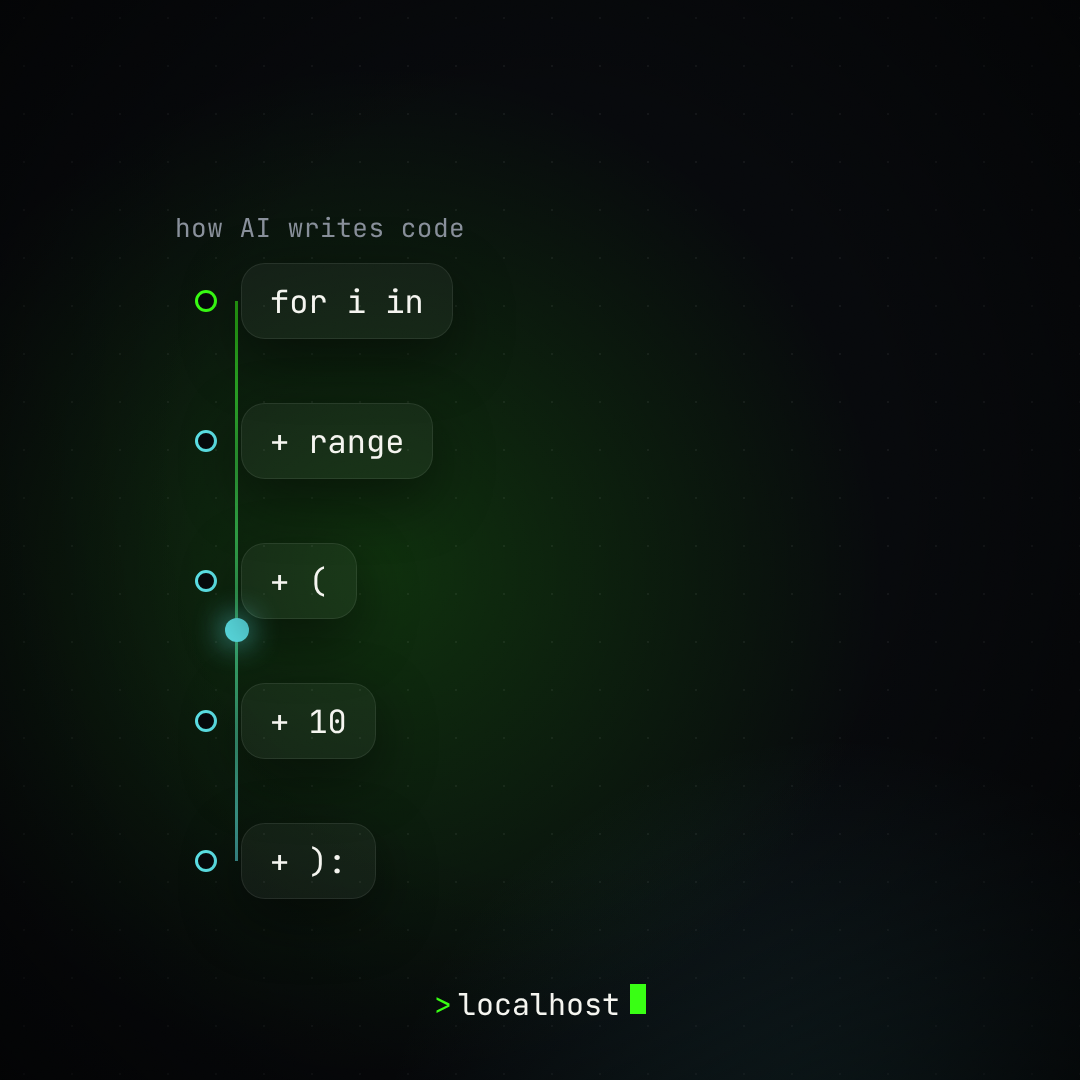 how AI writes code
for i in
+ range
+ (
+ 10
+ ):
>localhost